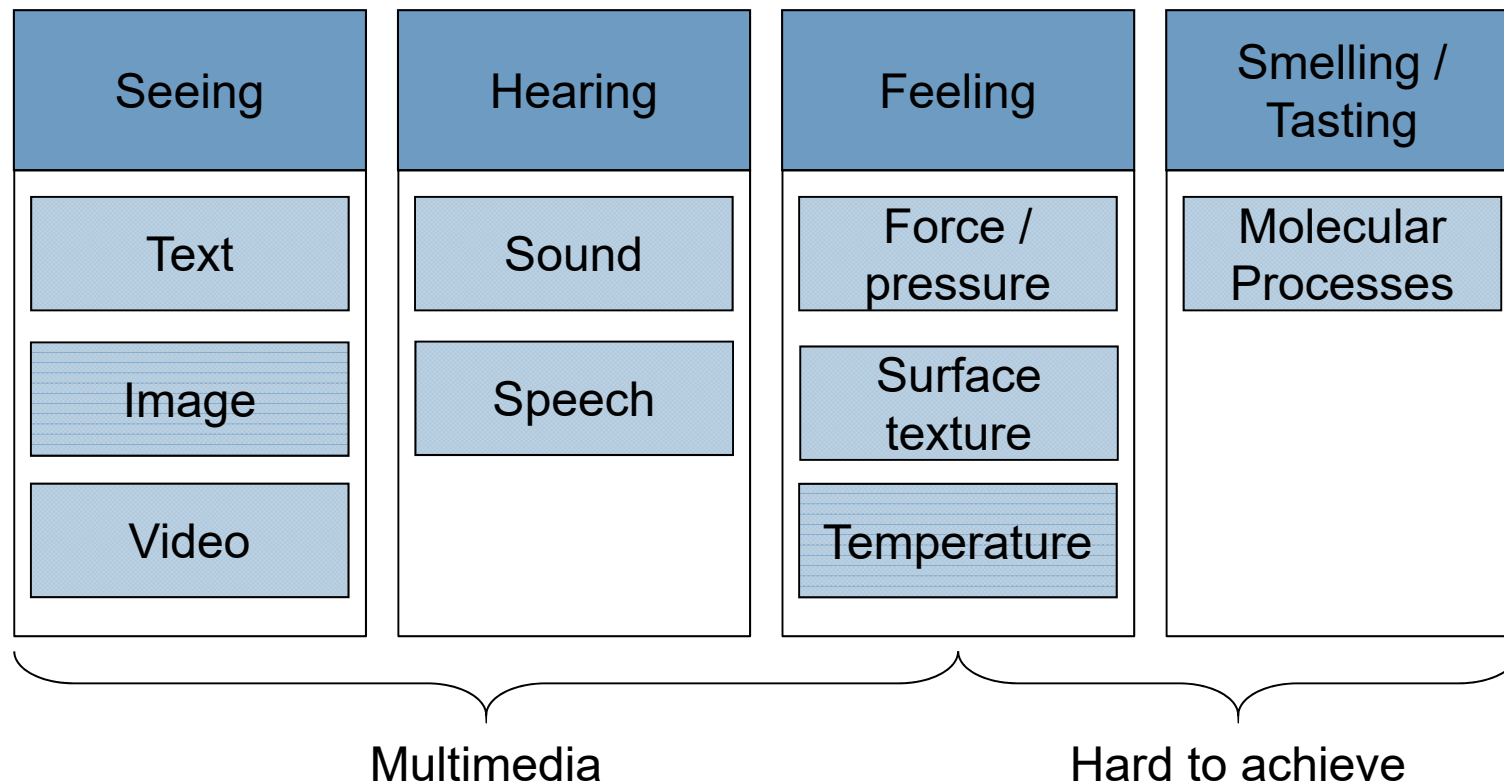 Seeing
Text
Image
Video
Hearing
Sound
Speech
Feeling
Force /
pressure
Surface
texture
Temperature
Smelling /
Tasting
Molecular
Processes
Multimedia
Hard to achieve